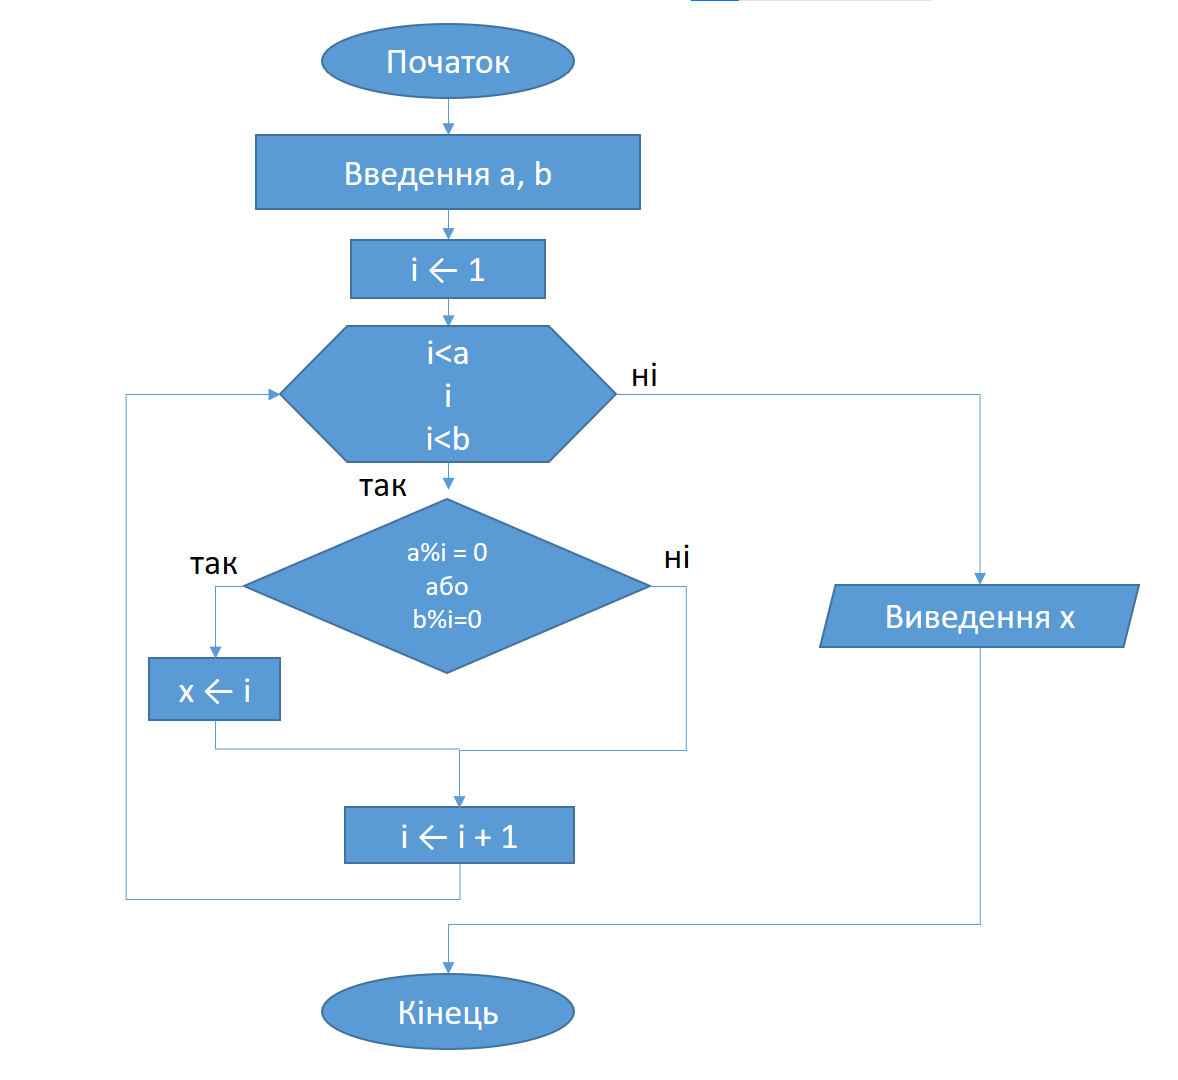 Початок
Введення a, b
i ← 1
i<a
і
i<b
ні
так
a%i = 0
або
b%i=0
так
ні
x ← i
i ← i + 1
Виведення x
Кінець